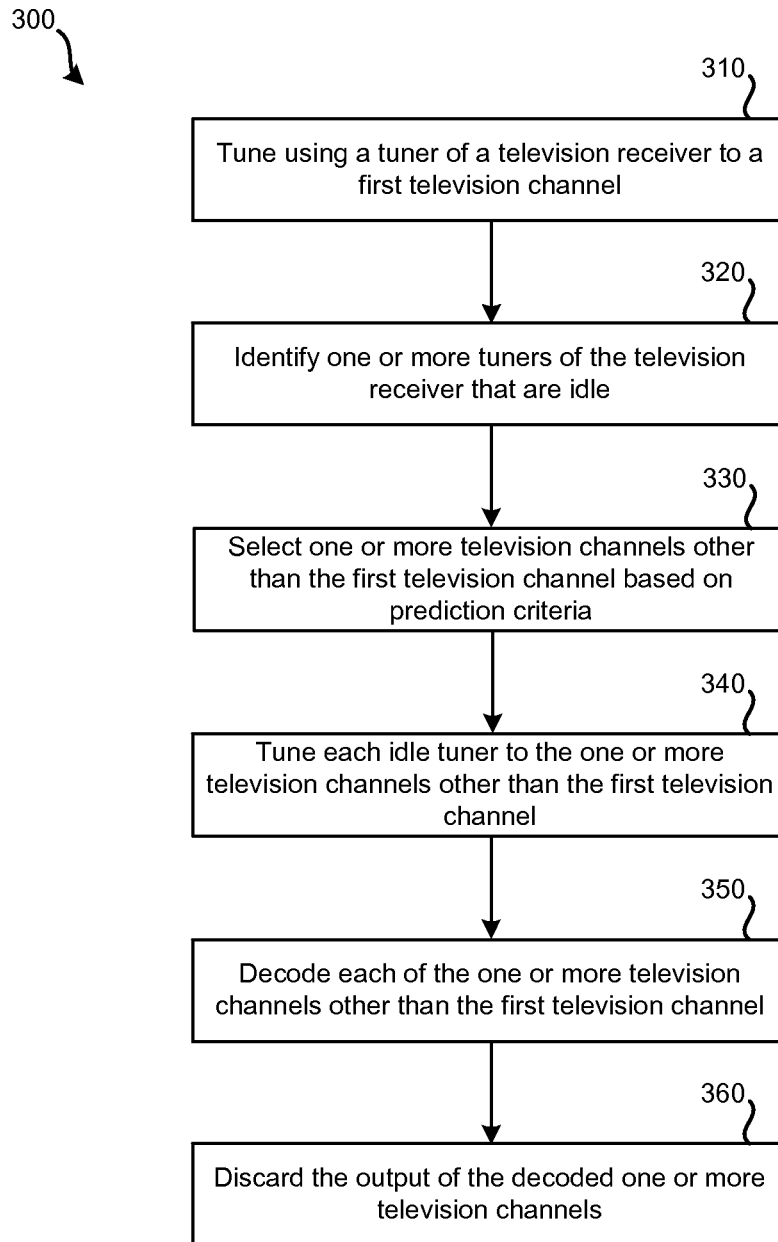 300
310
Tune using a tuner of a television receiver to a
first television channel
320
Identify one or more tuners of the television
receiver that are idle
330
Select one or more television channels other
than the first television channel based on
prediction criteria
340
Tune each idle tuner to the one or more
television channels other than the first television
channel
350
Decode each of the one or more television
channels other than the first television channel
360
Discard the output of the decoded one or more
television channels